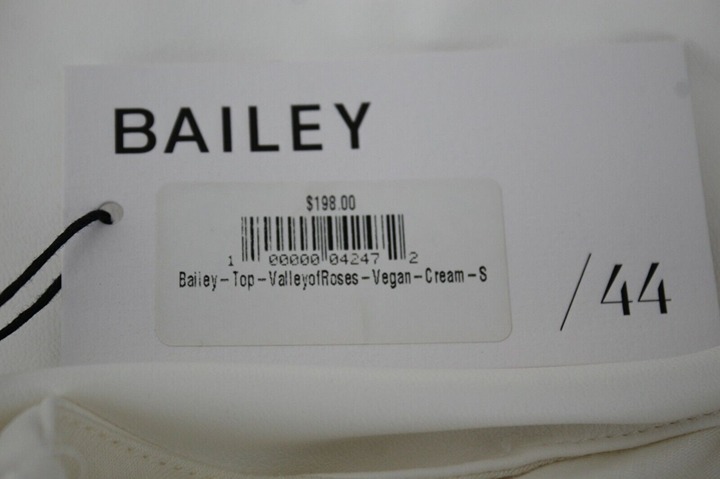 BAILEY
$198.00
1 00000 04247 2
Bailey-Top-ValleyofRoses-Vegan-Cream-S
/44